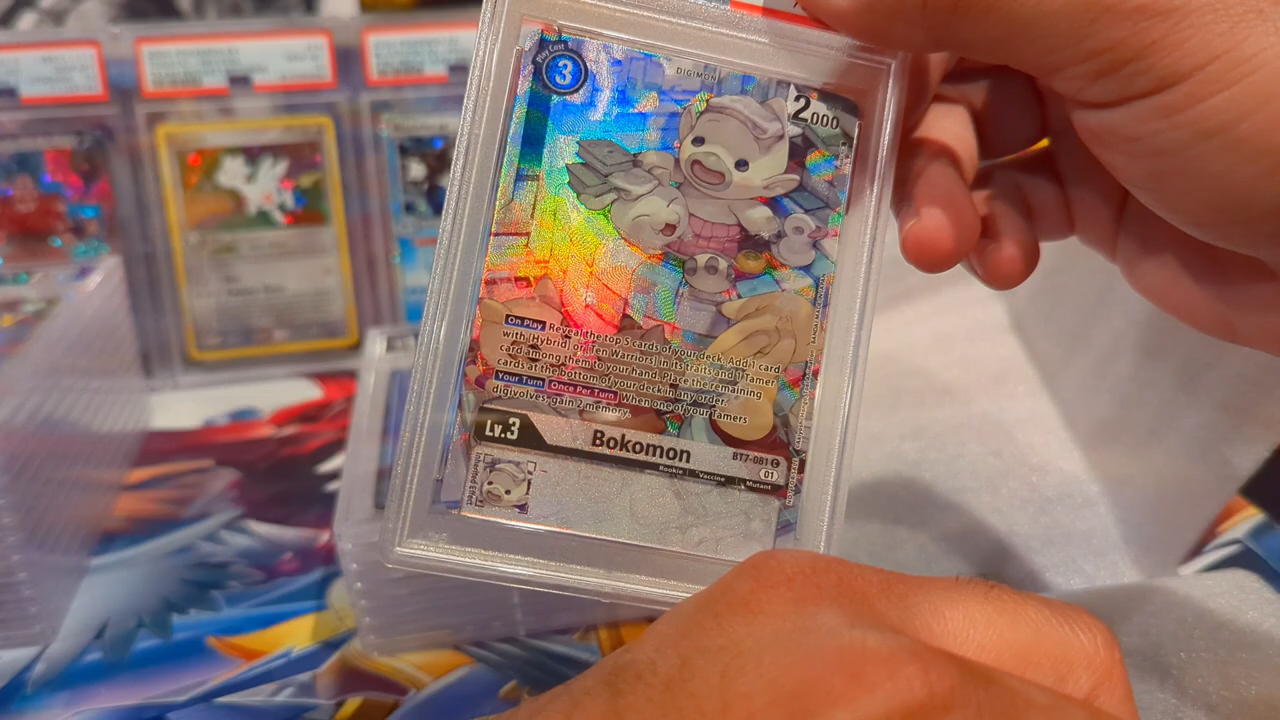 Play Cost
3
DIGIMON
2000
On Play Reveal the top 5 cards of your deck. Add 1 card
with [Hybrid] or [Ten Warriors] in its traits and 1 Tamer
card among them to your hand. Place the remaining
cards at the bottom of your deck in any order.
Your Turn Once Per Turn When one of your Tamers
digivolves, gain 2 memory.
Lv.3
Bokomon
BT7-081 C
01
Rookie | Vaccine | Mutant
Inherited Effect